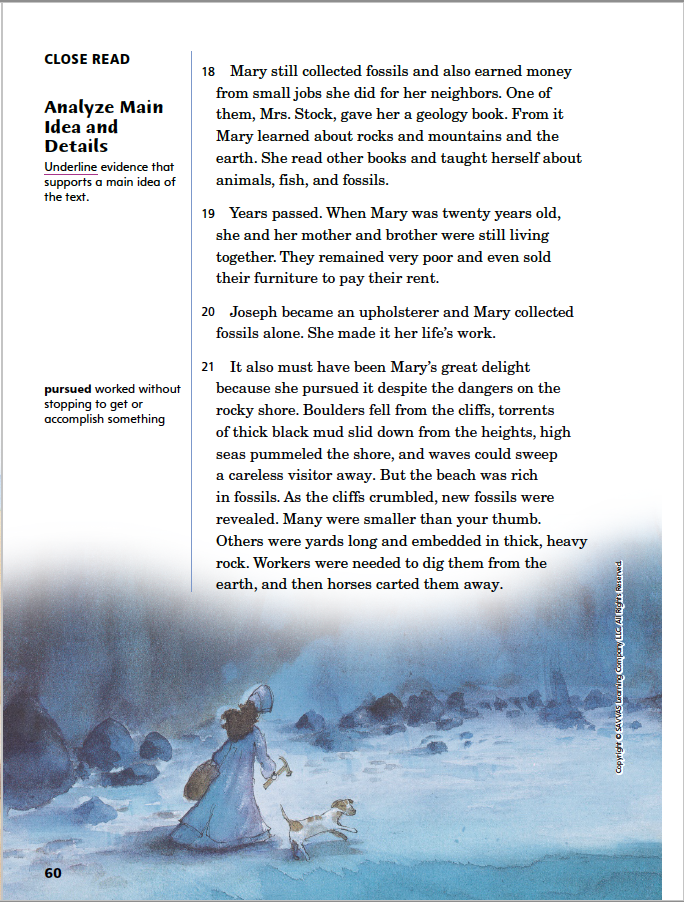 CLOSE READ
Analyze Main
Idea and
Details
Underline evidence that
supports a main idea of
the text.
18 Mary still collected fossils and also earned money
from small jobs she did for her neighbors. One of
them, Mrs. Stock, gave her a geology book. From it
Mary learned about rocks and mountains and the
earth. She read other books and taught herself about
animals, fish, and fossils.
19 Years passed. When Mary was twenty years old,
she and her mother and brother were still living
together. They remained very poor and even sold
their furniture to pay their rent.
20 Joseph became an upholsterer and Mary collected
fossils alone. She made it her life’s work.
pursued worked without
stopping to get or
accomplish something
21 It also must have been Mary’s great delight
because she pursued it despite the dangers on the
rocky shore. Boulders fell from the cliffs, torrents
of thick black mud slid down from the heights, high
seas pummeled the shore, and waves could sweep
a careless visitor away. But the beach was rich
in fossils. As the cliffs crumbled, new fossils were
revealed. Many were smaller than your thumb.
Others were yards long and embedded in thick, heavy
rock. Workers were needed to dig them from the
earth, and then horses carted them away.
Copyright © SAVVAS Learning Company LLC. All Rights Reserved.
60